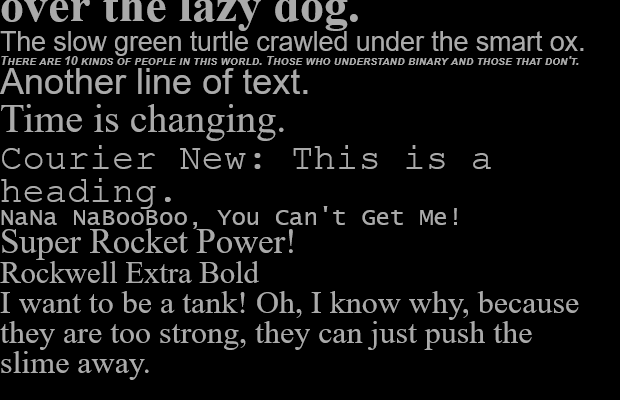 over the lazy dog.
The slow green turtle crawled under the smart ox.
There are 10 kinds of people in this world. Those who understand binary and those that don't.
Another line of text.
Time is changing.
Courier New: This is a
heading.
NaNa NaBooBoo, You Can't Get Me!
Super Rocket Power!
Rockwell Extra Bold
I want to be a tank! Oh, I know why, because
they are too strong, they can just push the
slime away.